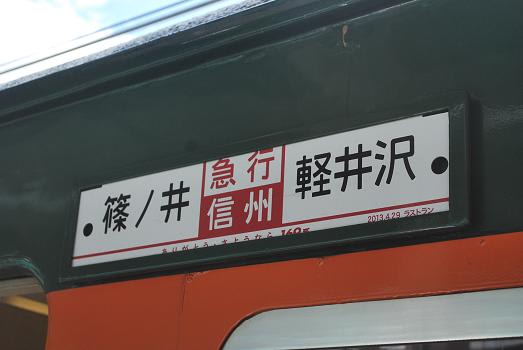 篠ノ井 急行 軽井沢
信州
2013.4.29 ラストラン
ありがとう・さようなら 169系